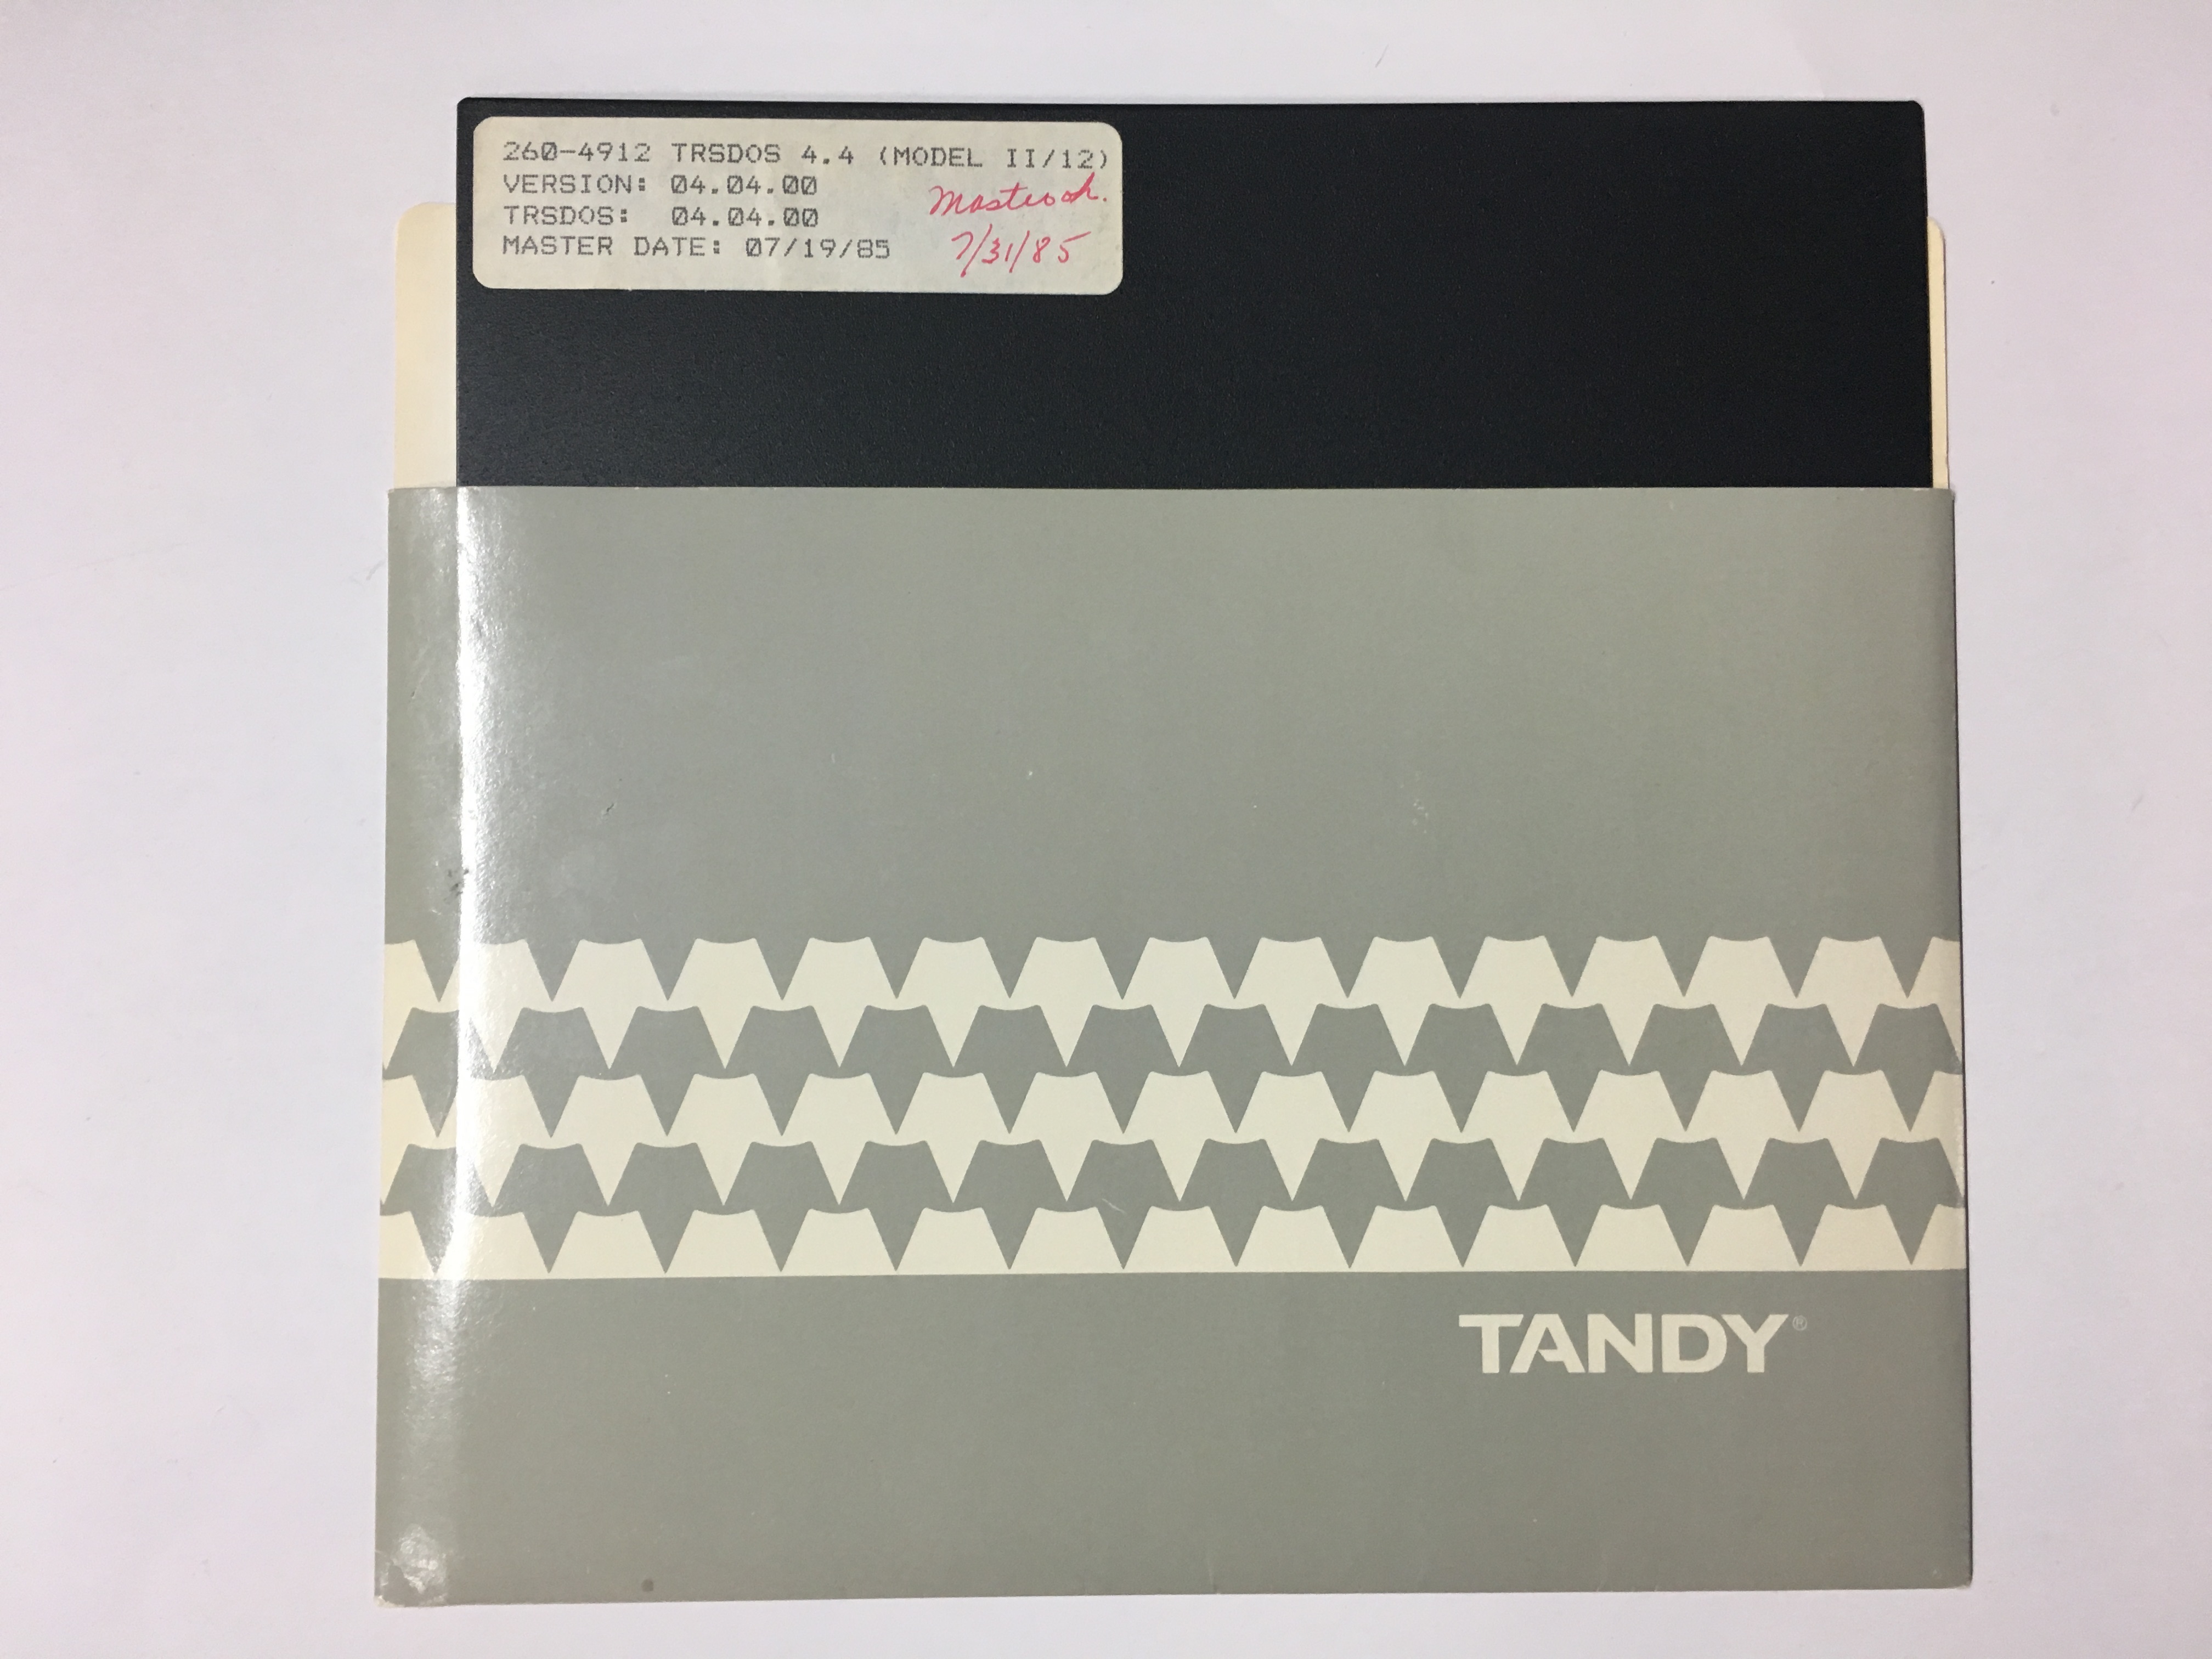 260-4912 TRSDOS 4.4 (MODEL II/12)
VERSION: 04.04.00
TRSDOS: 04.04.00
MASTER DATE: 07/19/85
7/31/85
TANDY®